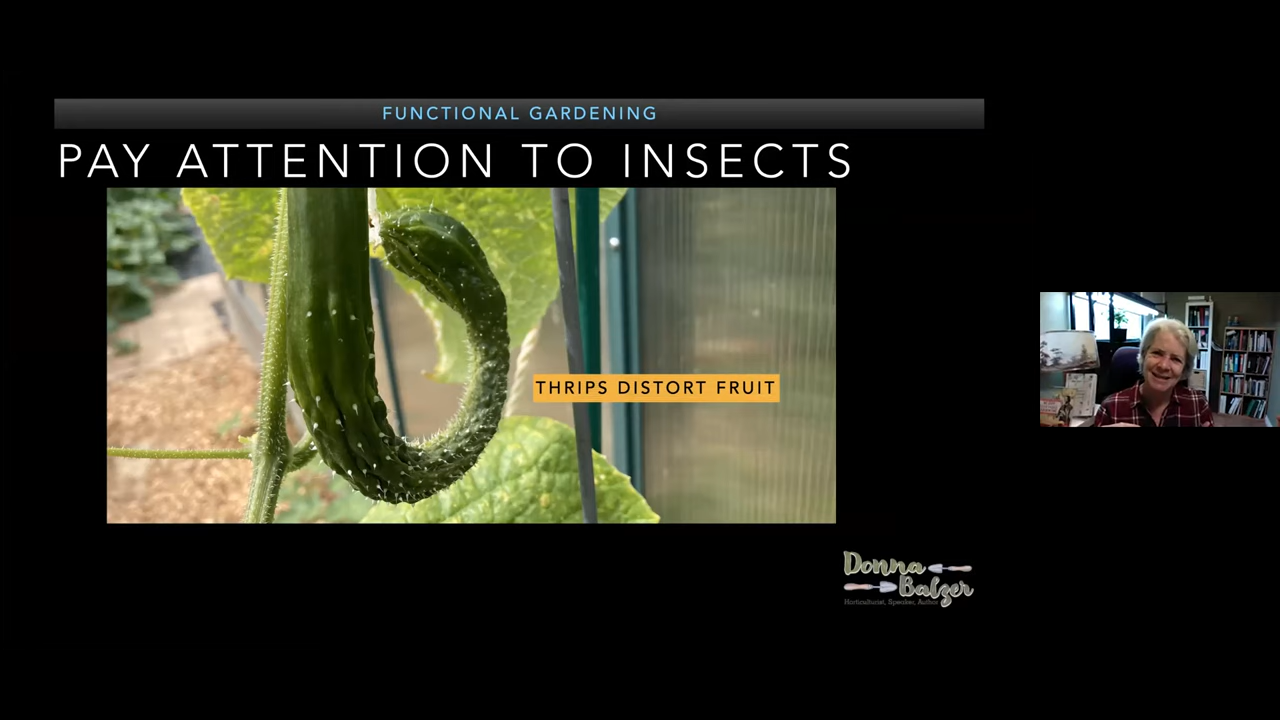 FUNCTIONAL GARDENING
PAY ATTENTION TO INSECTS
THRIPS DISTORT FRUIT
Donna
Balzer
Horticulturist, Speaker, Author